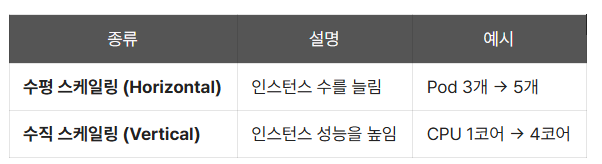 종류 설명 예시
수평 스케일링 (Horizontal) 인스턴스 수를 늘림 Pod 3개 → 5개
수직 스케일링 (Vertical) 인스턴스 성능을 높임 CPU 1코어 → 4코어